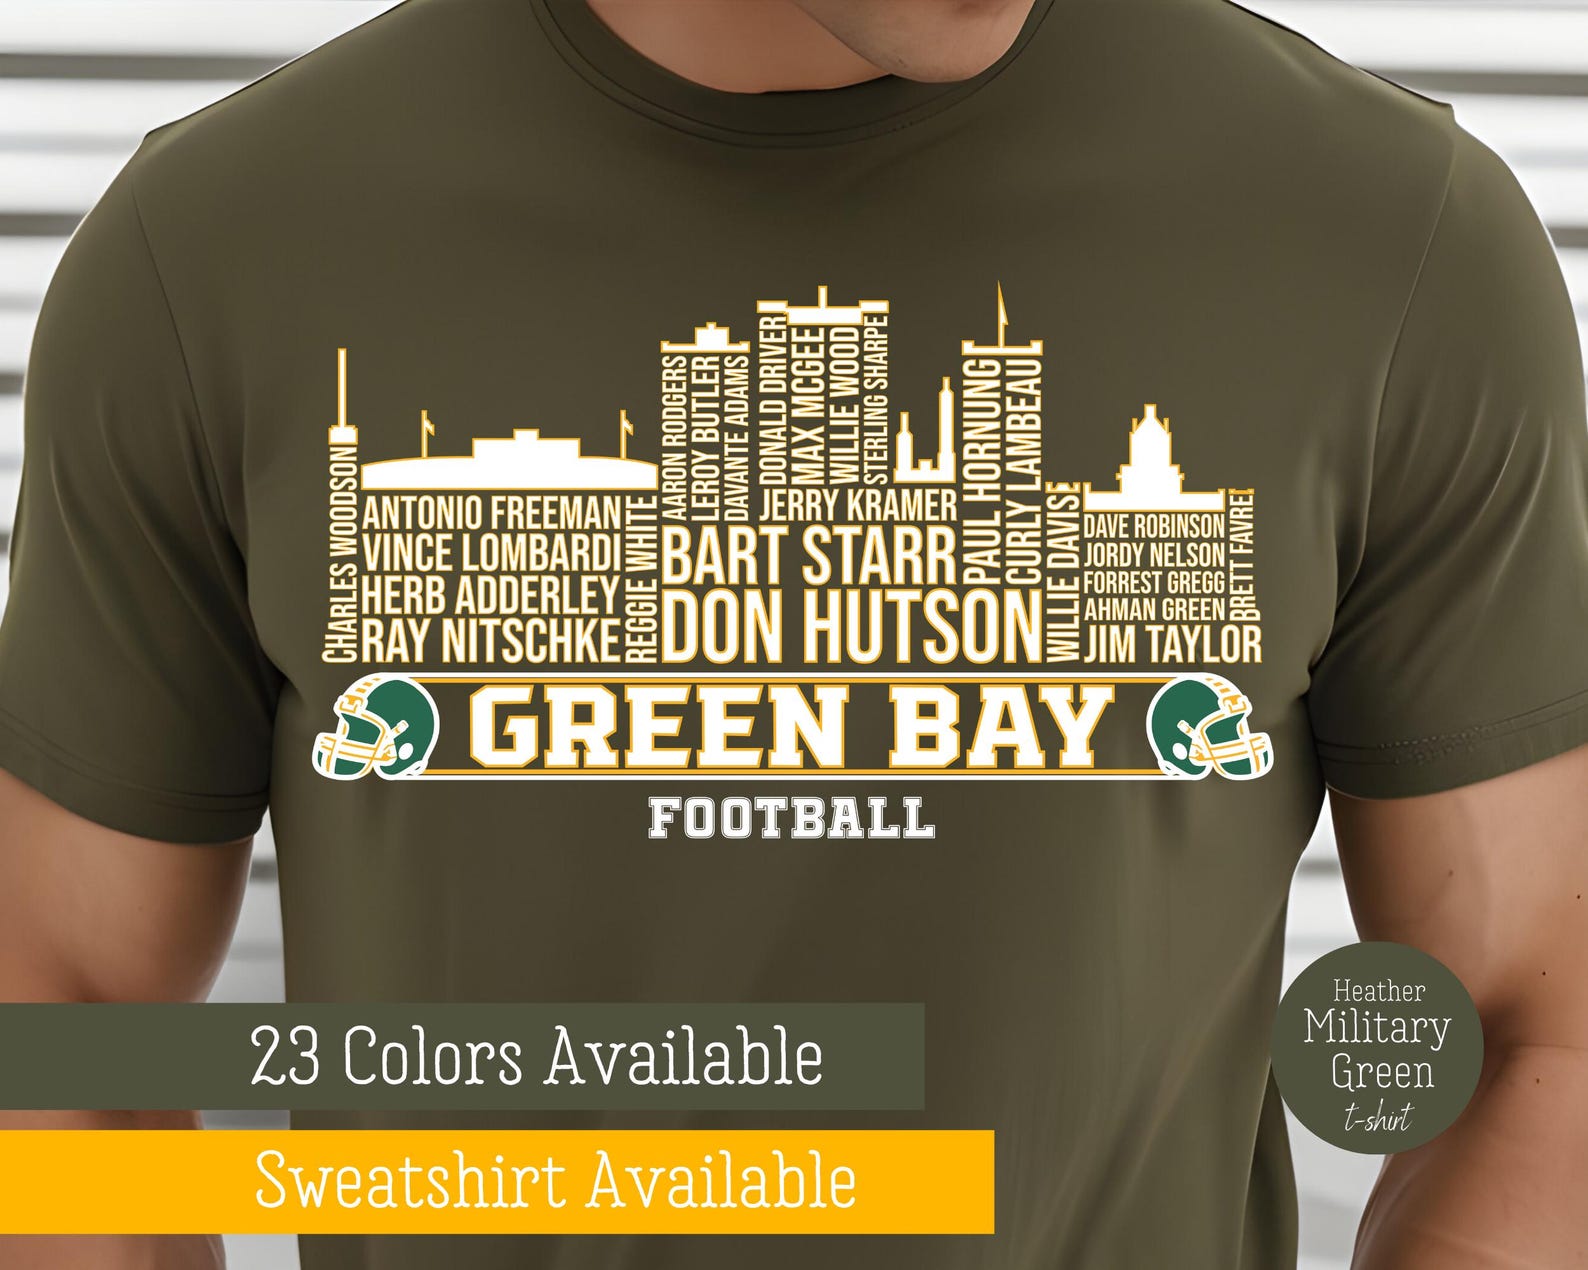 CHARLES WOODSON
ANTONIO FREEMAN
VINCE LOMBARDI
HERB ADDERLEY
RAY NITSCHKE
REGGIE WHITE
AARON RODGERS
LEROY BUTLER
DAVANTE ADAMS
DONALD DRIVER
MAX MCGEE
WILLIE WOOD
STERLING SHARPE
JERRY KRAMER
BART STARR
DON HUTSON
PAUL HORNUNG
CURLY LAMBEAU
WILLIE DAVIS
DAVE ROBINSON
JORDY NELSON
FORREST GREGG
AHMAN GREEN
JIM TAYLOR
BRETT FAVRE
GREEN BAY
FOOTBALL
23 Colors Available
Sweatshirt Available
Heather
Military
Green
t-shirt